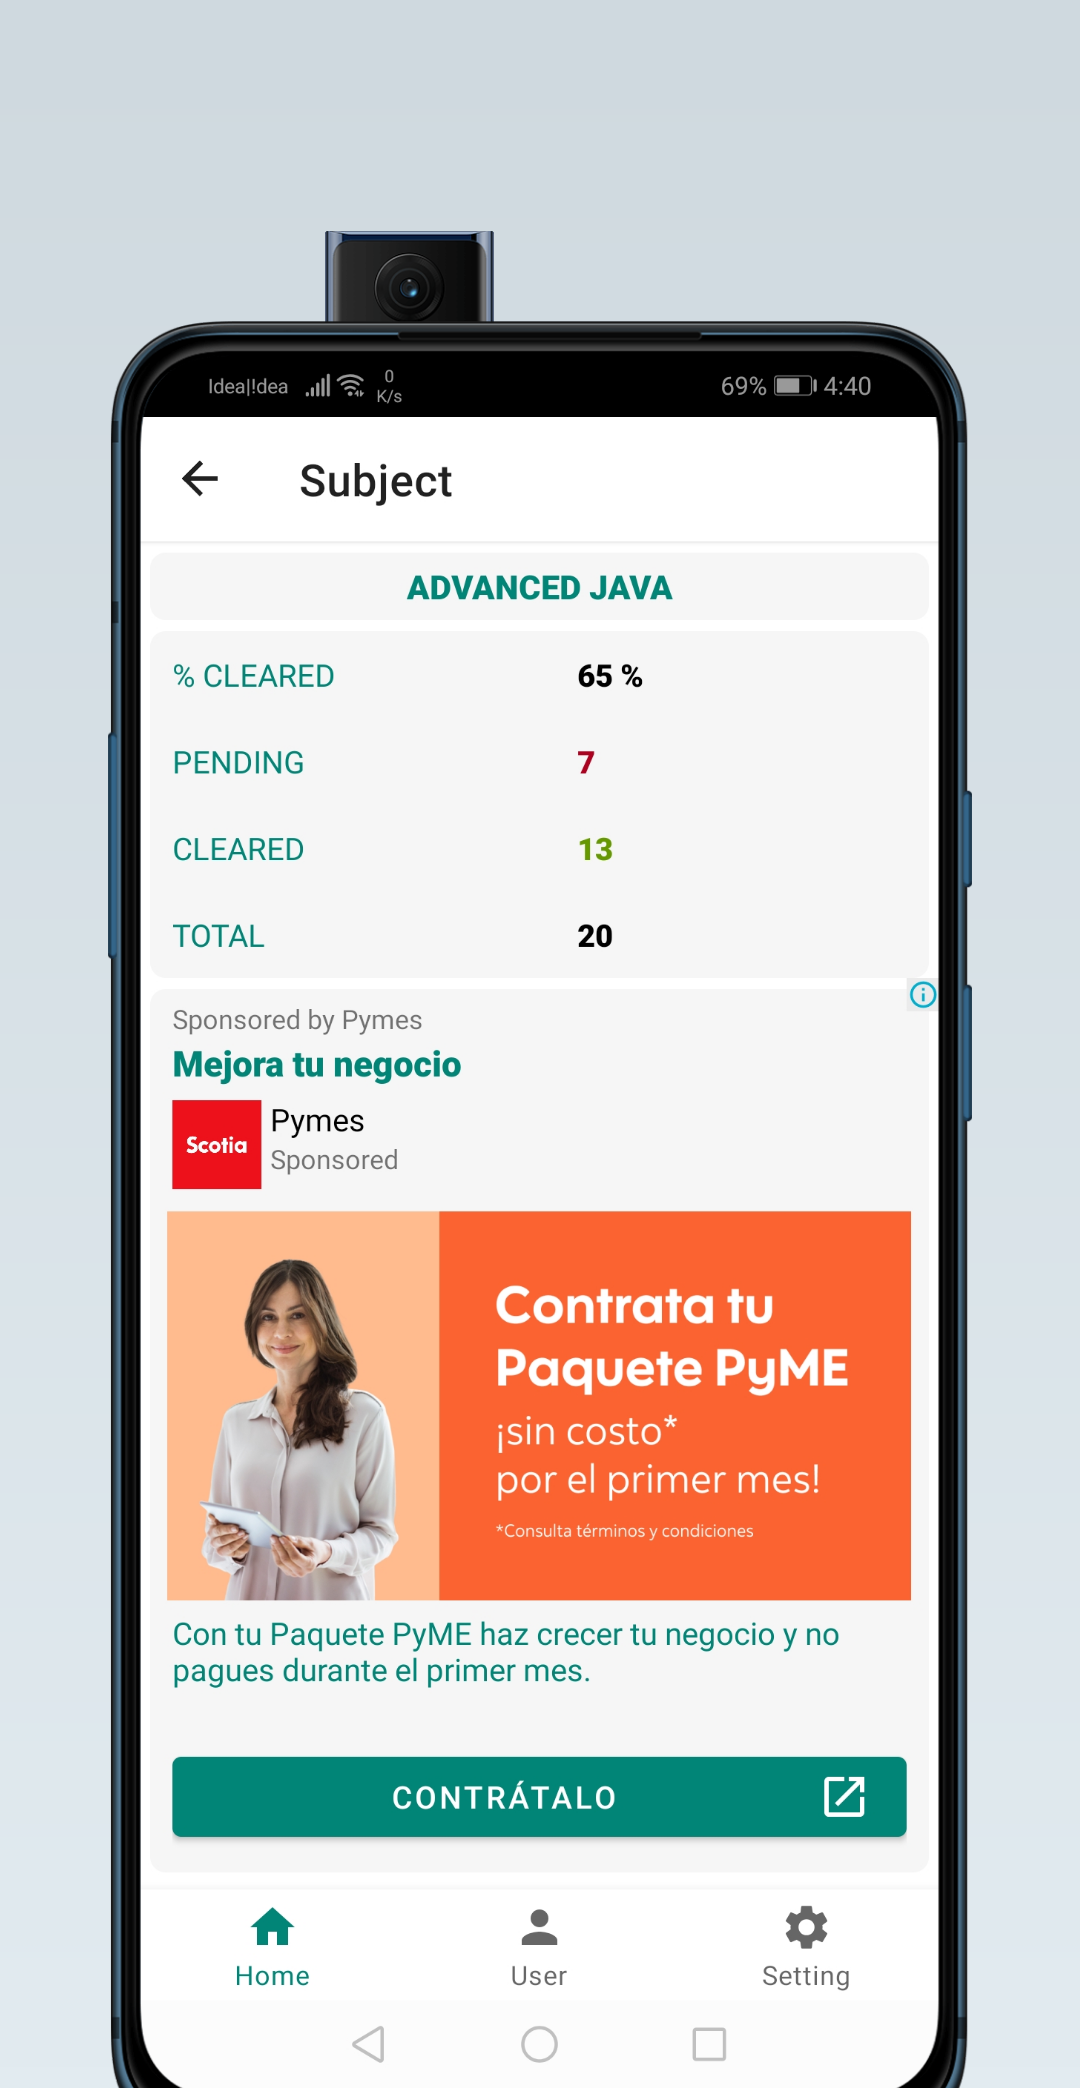 Idea|!dea
0
K/s
69%
4:40
Subject
ADVANCED JAVA
% CLEARED 65 %
PENDING 7
CLEARED 13
TOTAL 20
Sponsored by Pymes
Mejora tu negocio
Scotia
Pymes
Sponsored
Contrata tu
Paquete PyME
¡sin costo*
por el primer mes!
*Consulta términos y condiciones
Con tu Paquete PyME haz crecer tu negocio y no
pagues durante el primer mes.
CONTRÁTALO
Home User Setting